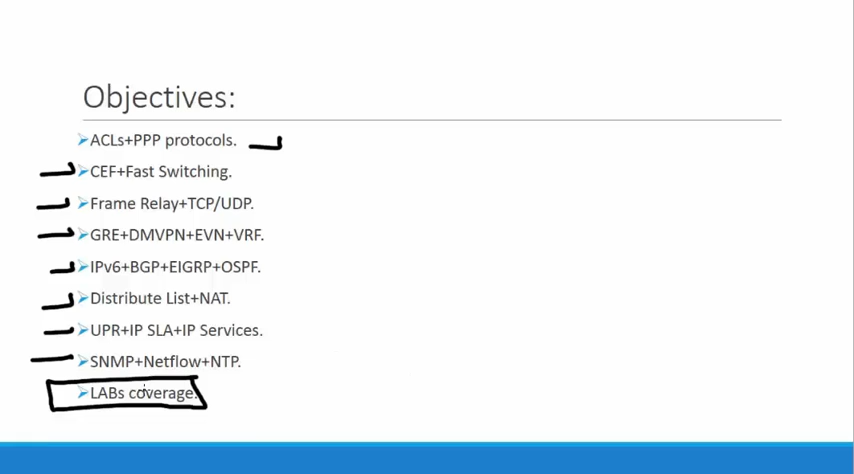 Objectives:
ACLs+PPP protocols.
CEF+Fast Switching.
Frame Relay+TCP/UDP.
GRE+DMVPN+EVN+VRF.
IPv6+BGP+EIGRP+OSPF.
Distribute List+NAT.
UPR+IP SLA+IP Services.
SNMP+Netflow+NTP.
LABs coverage.